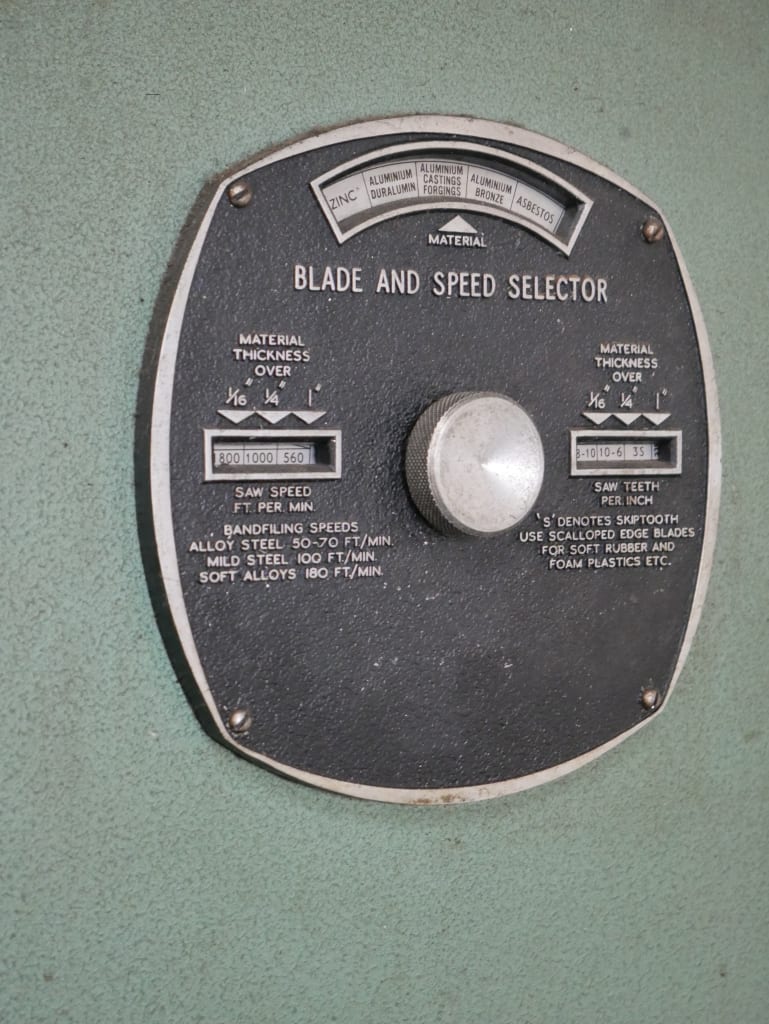 ZINC
ALUMINIUM
DURALUMIN
ALUMINIUM
CASTINGS
FORGINGS
ALUMINIUM
BRONZE
ASBESTOS
MATERIAL
BLADE AND SPEED SELECTOR
MATERIAL
THICKNESS
OVER
1/16" 1/4" 1"
800 1000 560
SAW SPEED
FT. PER. MIN.
BANDFILING SPEEDS
ALLOY STEEL 50-70 FT/MIN.
MILD STEEL 100 FT/MIN.
SOFT ALLOYS 180 FT/MIN.
MATERIAL
THICKNESS
OVER
1/16" 1/4" 1"
8-10 10-6 3S
SAW TEETH
PER.INCH
'S' DENOTES SKIPTOOTH
USE SCALLOPED EDGE BLADES
FOR SOFT RUBBER AND
FOAM PLASTICS ETC.